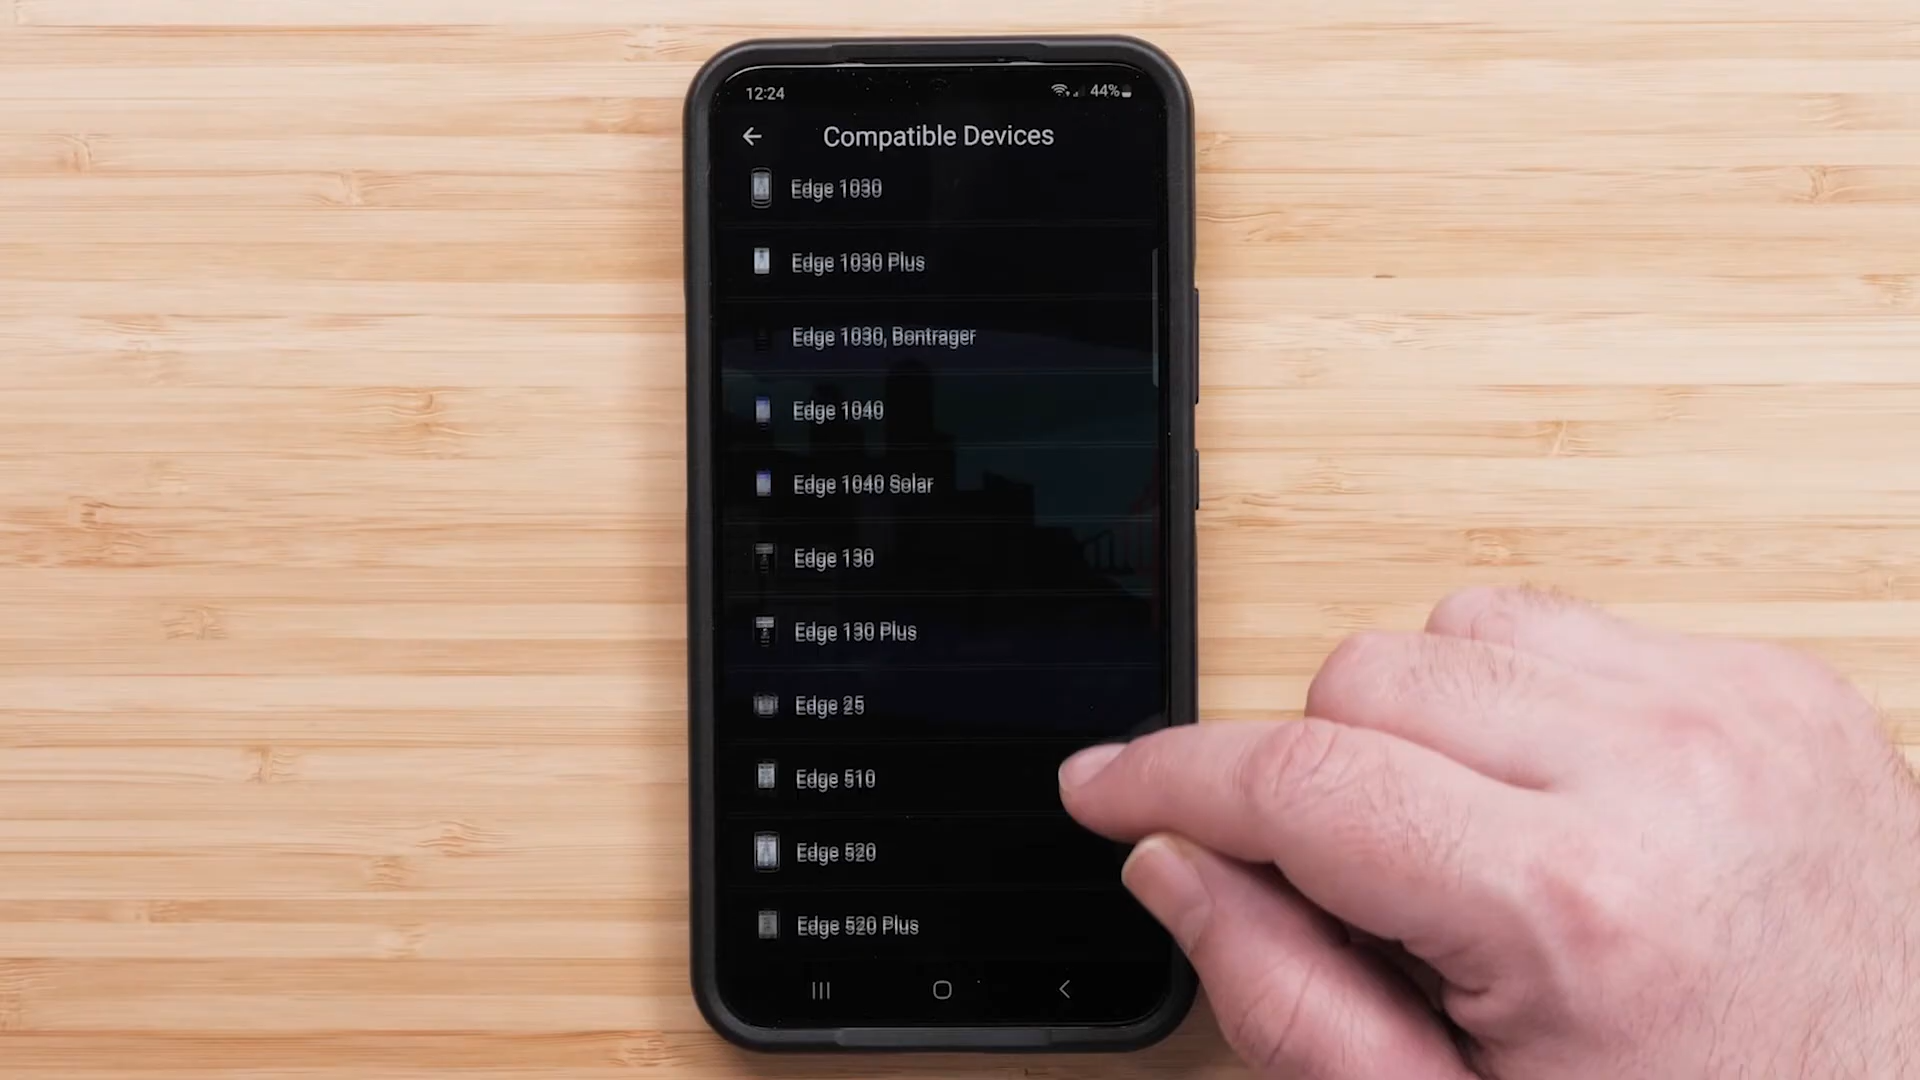 12:24
44%
Compatible Devices
Edge 1030
Edge 1030 Plus
Edge 1030, Bontrager
Edge 1040
Edge 1040 Solar
Edge 130
Edge 130 Plus
Edge 25
Edge 510
Edge 520
Edge 520 Plus